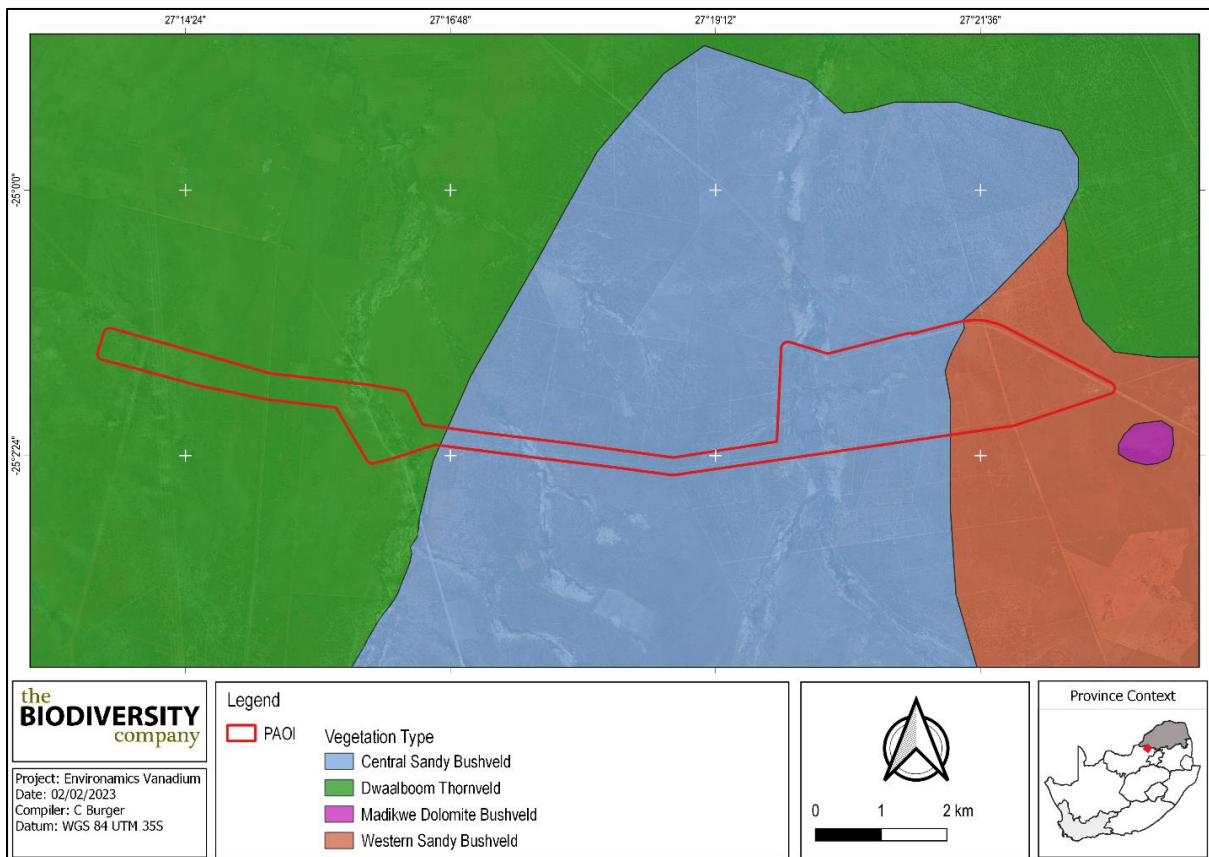 27°14'24"
27°16'48"
27°19'12"
27°21'36"
-25°0'0"
-25°2'24"
the
BIODIVERSITY
company
Project: Environamics Vanadium
Date: 02/02/2023
Compiler: C Burger
Datum: WGS 84 UTM 35S
Legend
PAOI
Vegetation Type
Central Sandy Bushveld
Dwaalboom Thornveld
Madikwe Dolomite Bushveld
Western Sandy Bushveld
0 1 2 km
Province Context